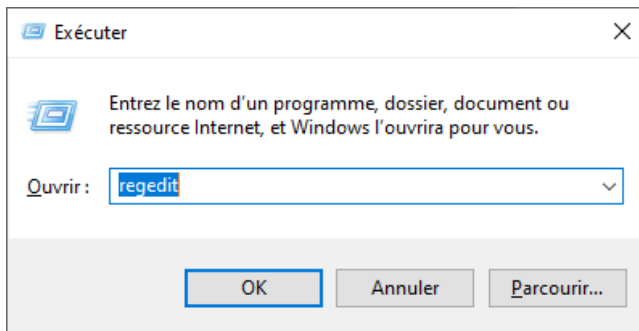 Exécuter
Entrez le nom d'un programme, dossier, document ou
ressource Internet, et Windows l'ouvrira pour vous.
Ouvrir : regedit
OK Annuler Parcourir...